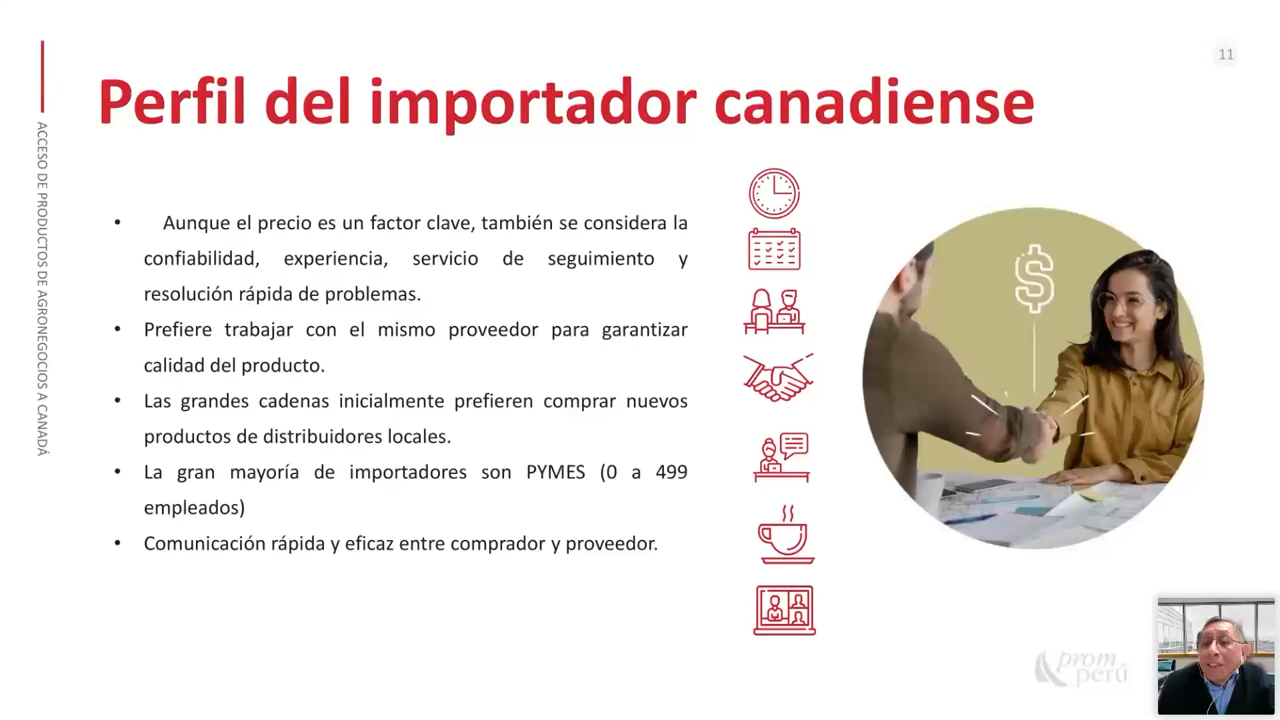 11
Perfil del importador canadiense
ACCESO DE PRODUCTOS DE AGRONEGOCIOS A CANADÁ
• Aunque el precio es un factor clave, también se considera la
confiabilidad, experiencia, servicio de seguimiento y
resolución rápida de problemas.
• Prefiere trabajar con el mismo proveedor para garantizar
calidad del producto.
• Las grandes cadenas inicialmente prefieren comprar nuevos
productos de distribuidores locales.
• La gran mayoría de importadores son PYMES (0 a 499
empleados)
• Comunicación rápida y eficaz entre comprador y proveedor.
$
prom
perú